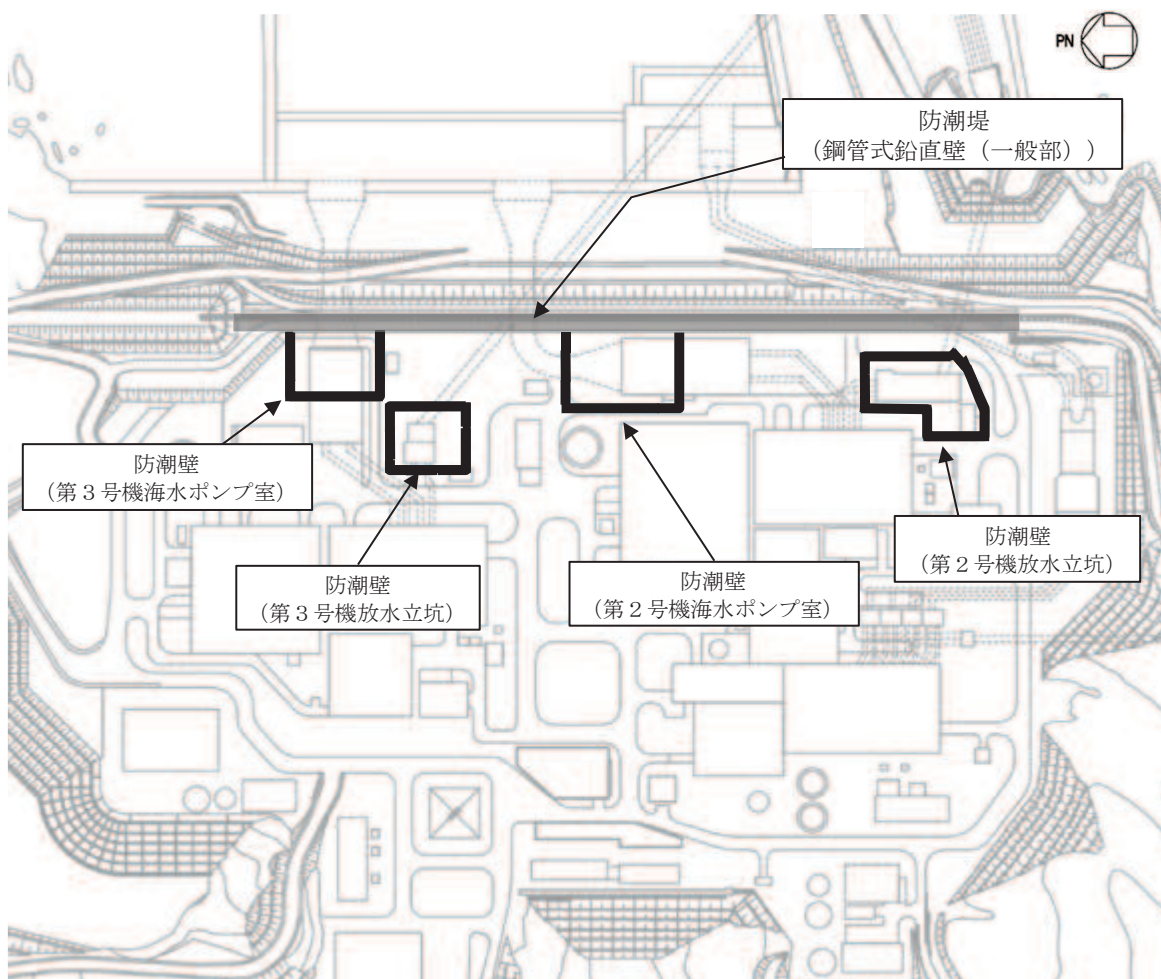 PN
防潮堤
(鋼管式鉛直壁(一般部))
防潮壁
(第3号機海水ポンプ室)
防潮壁
(第3号機放水立坑)
防潮壁
(第2号機海水ポンプ室)
防潮壁
(第2号機放水立坑)